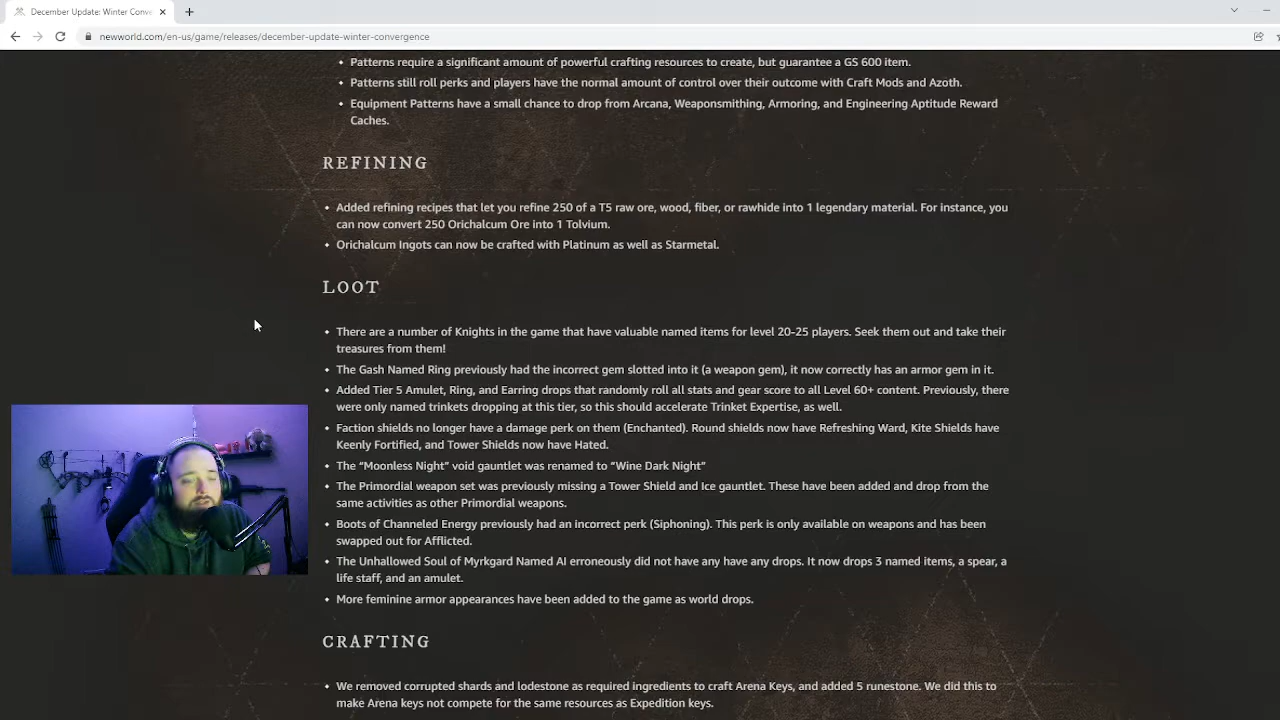 December Update: Winter Conv
newworld.com/en-us/game/releases/december-update-winter-convergence
• Patterns require a significant amount of powerful crafting resources to create, but guarantee a GS 600 item.
• Patterns still roll perks and players have the normal amount of control over their outcome with Craft Mods and Azoth.
• Equipment Patterns have a small chance to drop from Arcana, Weaponsmithing, Armoring, and Engineering Aptitude Reward
Caches.
REFINING
• Added refining recipes that let you refine 250 of a T5 raw ore, wood, fiber, or rawhide into 1 legendary material. For instance, you
can now convert 250 Orichalcum Ore into 1 Tolvium.
• Orichalcum Ingots can now be crafted with Platinum as well as Starmetal.
LOOT
• There are a number of Knights in the game that have valuable named items for level 20-25 players. Seek them out and take their
treasures from them!
• The Gash Named Ring previously had the incorrect gem slotted into it (a weapon gem), it now correctly has an armor gem in it.
• Added Tier 5 Amulet, Ring, and Earring drops that randomly roll all stats and gear score to all Level 60+ content. Previously, there
were only named trinkets dropping at this tier, so this should accelerate Trinket Expertise, as well.
• Faction shields no longer have a damage perk on them (Enchanted). Round shields now have Refreshing Ward, Kite Shields have
Keenly Fortified, and Tower Shields now have Hated.
• The “Moonless Night” void gauntlet was renamed to “Wine Dark Night”
• The Primordial weapon set was previously missing a Tower Shield and Ice gauntlet. These have been added and drop from the
same activities as other Primordial weapons.
• Boots of Channeled Energy previously had an incorrect perk (Siphoning). This perk is only available on weapons and has been
swapped out for Afflicted.
• The Unhallowed Soul of Myrkgard Named AI erroneously did not have any have any drops. It now drops 3 named items, a spear, a
life staff, and an amulet.
• More feminine armor appearances have been added to the game as world drops.
CRAFTING
• We removed corrupted shards and lodestone as required ingredients to craft Arena Keys, and added 5 runestone. We did this to
make Arena keys not compete for the same resources as Expedition keys.